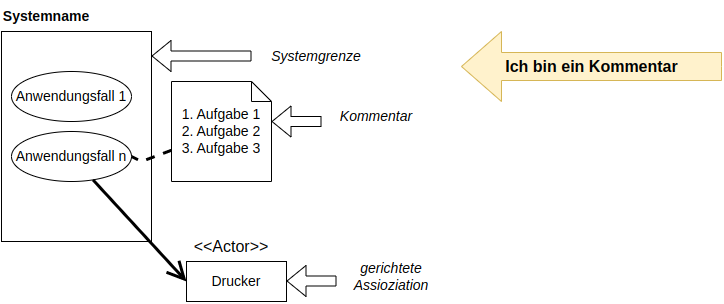 Systemname
Systemgrenze
Ich bin ein Kommentar
Anwendungsfall 1
1. Aufgabe 1
2. Aufgabe 2
3. Aufgabe 3
Kommentar
Anwendungsfall n
<<Actor>>
Drucker
gerichtete
Assioziation